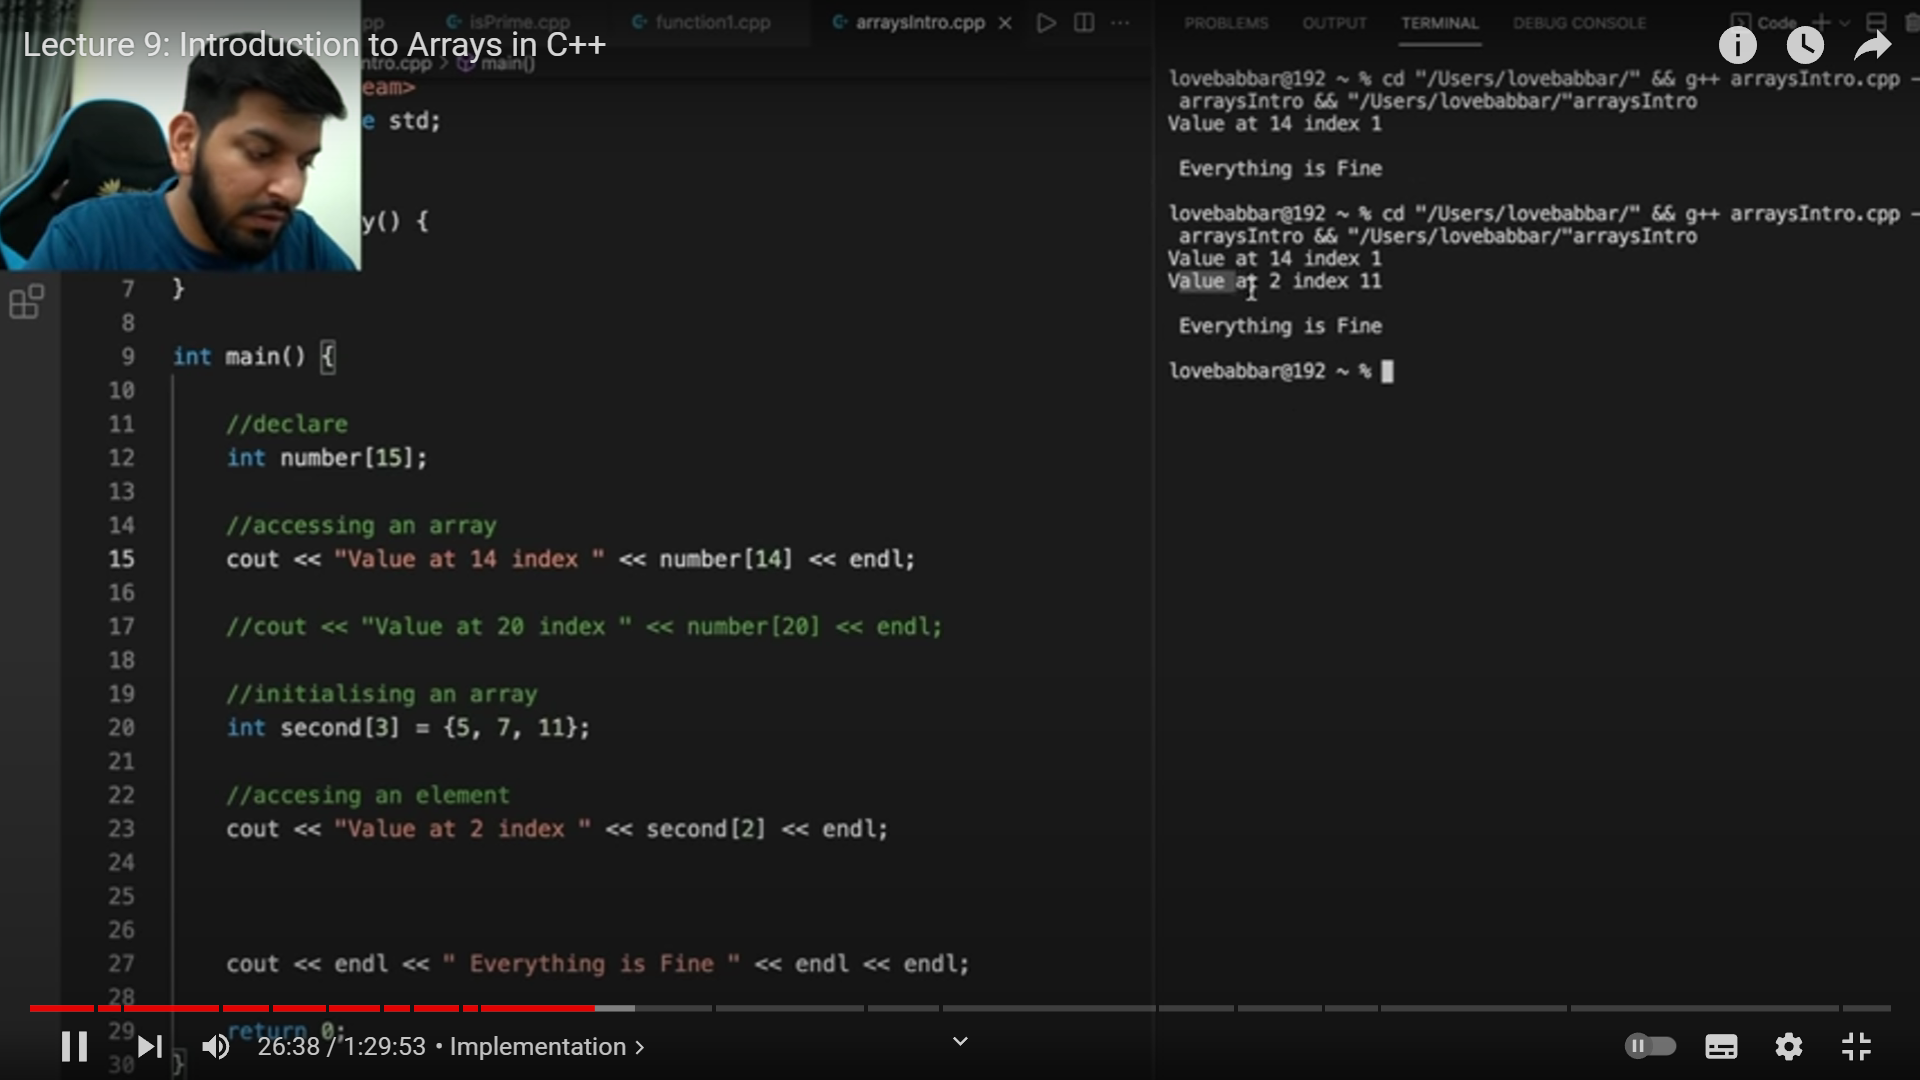 Lecture 9: Introduction to Arrays in C++
pp
isPrime.cpp
function1.cpp
arraysIntro.cpp
ntro.cpp > main()
eam>
e std;
y() {
7 }
8
9 int main() {
10
11 //declare
12 int number[15];
13
14 //accessing an array
15 cout << "Value at 14 index " << number[14] << endl;
16
17 //cout << "Value at 20 index " << number[20] << endl;
18
19 //initialising an array
20 int second[3] = {5, 7, 11};
21
22 //accesing an element
23 cout << "Value at 2 index " << second[2] << endl;
24
25
26
27 cout << endl << " Everything is Fine " << endl << endl;
28
29 return 0;
30 }
PROBLEMS OUTPUT TERMINAL DEBUG CONSOLE Code
lovebabbar@192 ~ % cd "/Users/lovebabbar/" && g++ arraysIntro.cpp -
arraysIntro && "/Users/lovebabbar/"arraysIntro
Value at 14 index 1
Everything is Fine
lovebabbar@192 ~ % cd "/Users/lovebabbar/" && g++ arraysIntro.cpp -
arraysIntro && "/Users/lovebabbar/"arraysIntro
Value at 14 index 1
Value at 2 index 11
Everything is Fine
lovebabbar@192 ~ %
26:38 / 1:29:53 • Implementation >